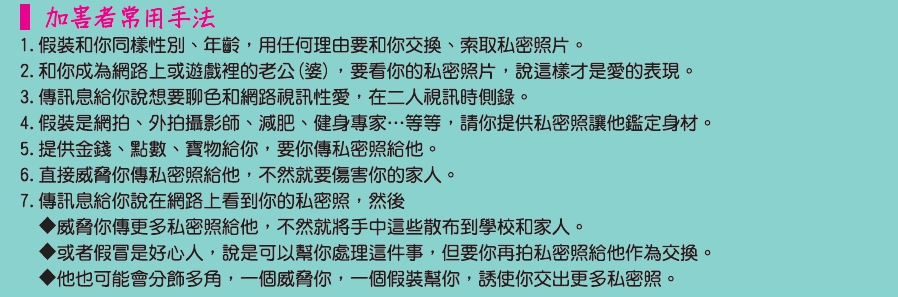 加害者常用手法
1.假裝和你同樣性別、年齡，用任何理由要和你交換、索取私密照片。
2.和你成為網路上或遊戲裡的老公(婆)，要看你的私密照片，說這樣才是愛的表現。
3.傳訊息給你說想要聊色和網路視訊性愛，在二人視訊時側錄。
4.假裝是網拍、外拍攝影師、減肥、健身專家…等等，請你提供私密照讓他鑑定身材。
5.提供金錢、點數、寶物給你，要你傳私密照給他。
6.直接威脅你傳私密照給他，不然就要傷害你的家人。
7.傳訊息給你說在網路上看到你的私密照，然後
◆威脅你傳更多私密照給他，不然就將手中這些散布到學校和家人。
◆或者假冒是好心人，說是可以幫你處理這件事，但要你再拍私密照給他作為交換。
◆他也可能會分飾多角，一個威脅你，一個假裝幫你，誘使你交出更多私密照。